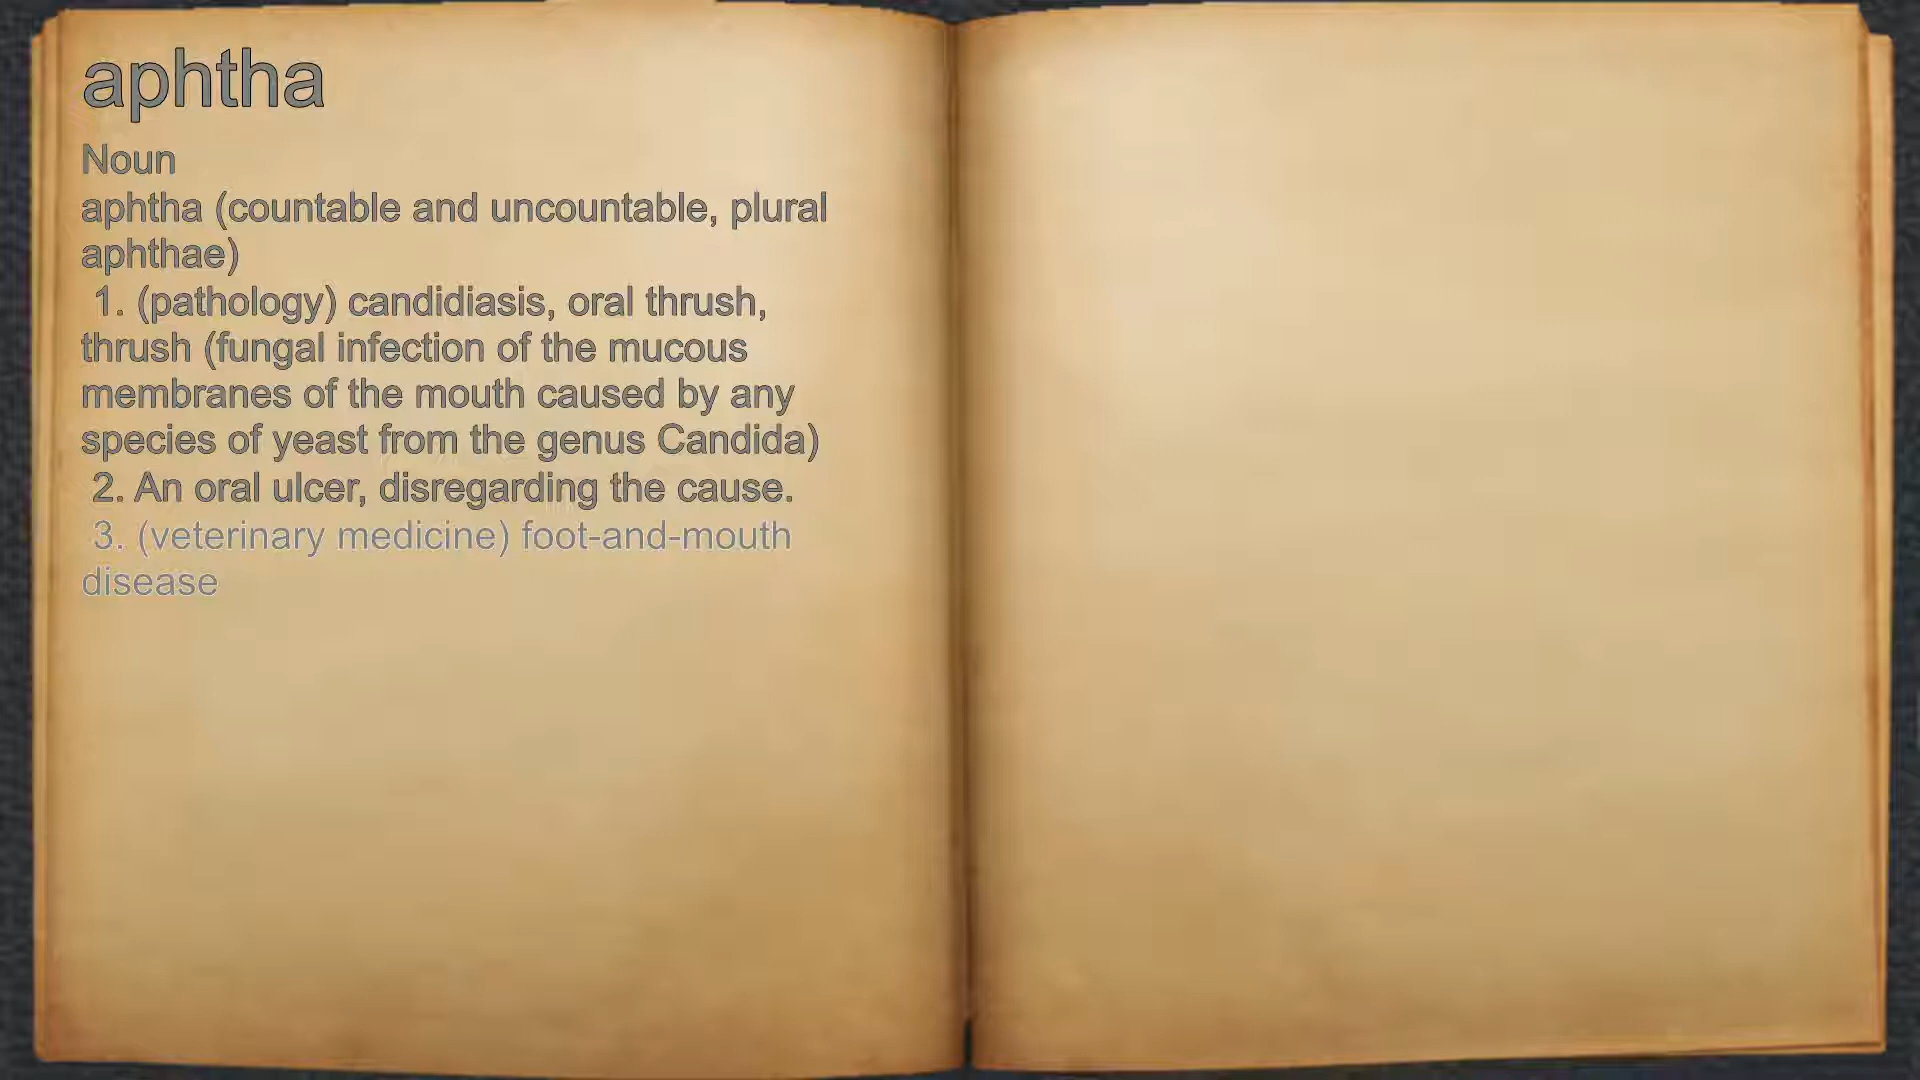 aphtha
Noun
aphtha (countable and uncountable, plural
aphthae)
1. (pathology) candidiasis, oral thrush,
thrush (fungal infection of the mucous
membranes of the mouth caused by any
species of yeast from the genus Candida)
2. An oral ulcer, disregarding the cause.
3. (veterinary medicine) foot-and-mouth
disease